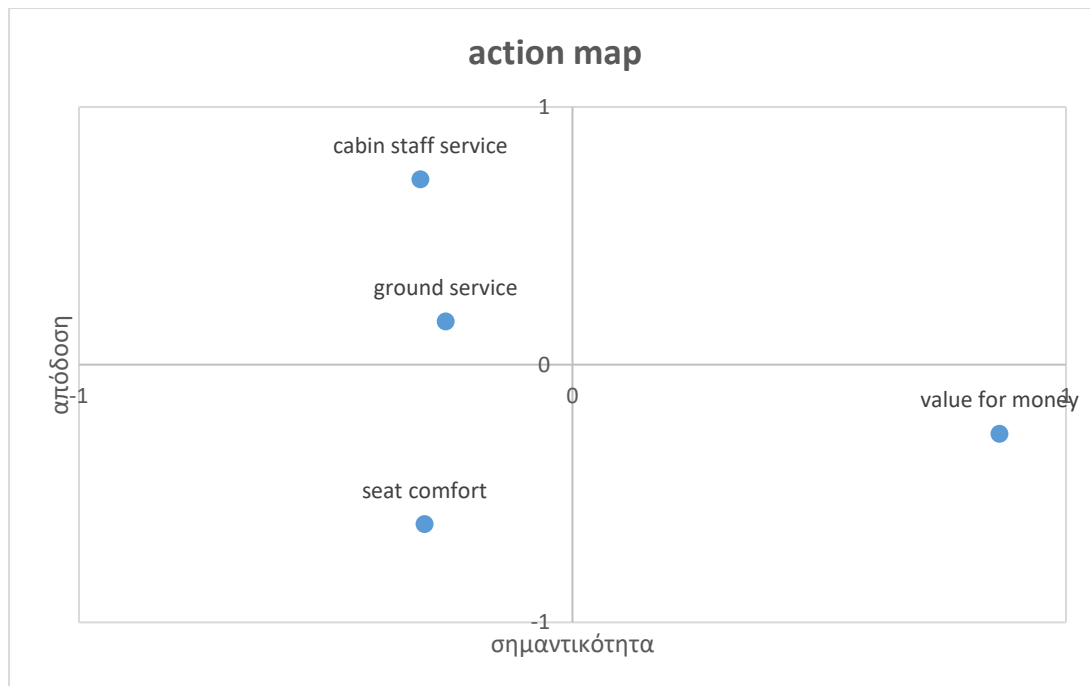 action map
1
cabin staff service
ground service
απόδοση
0
-1
0
1
value for money
seat comfort
-1
σημαντικότητα